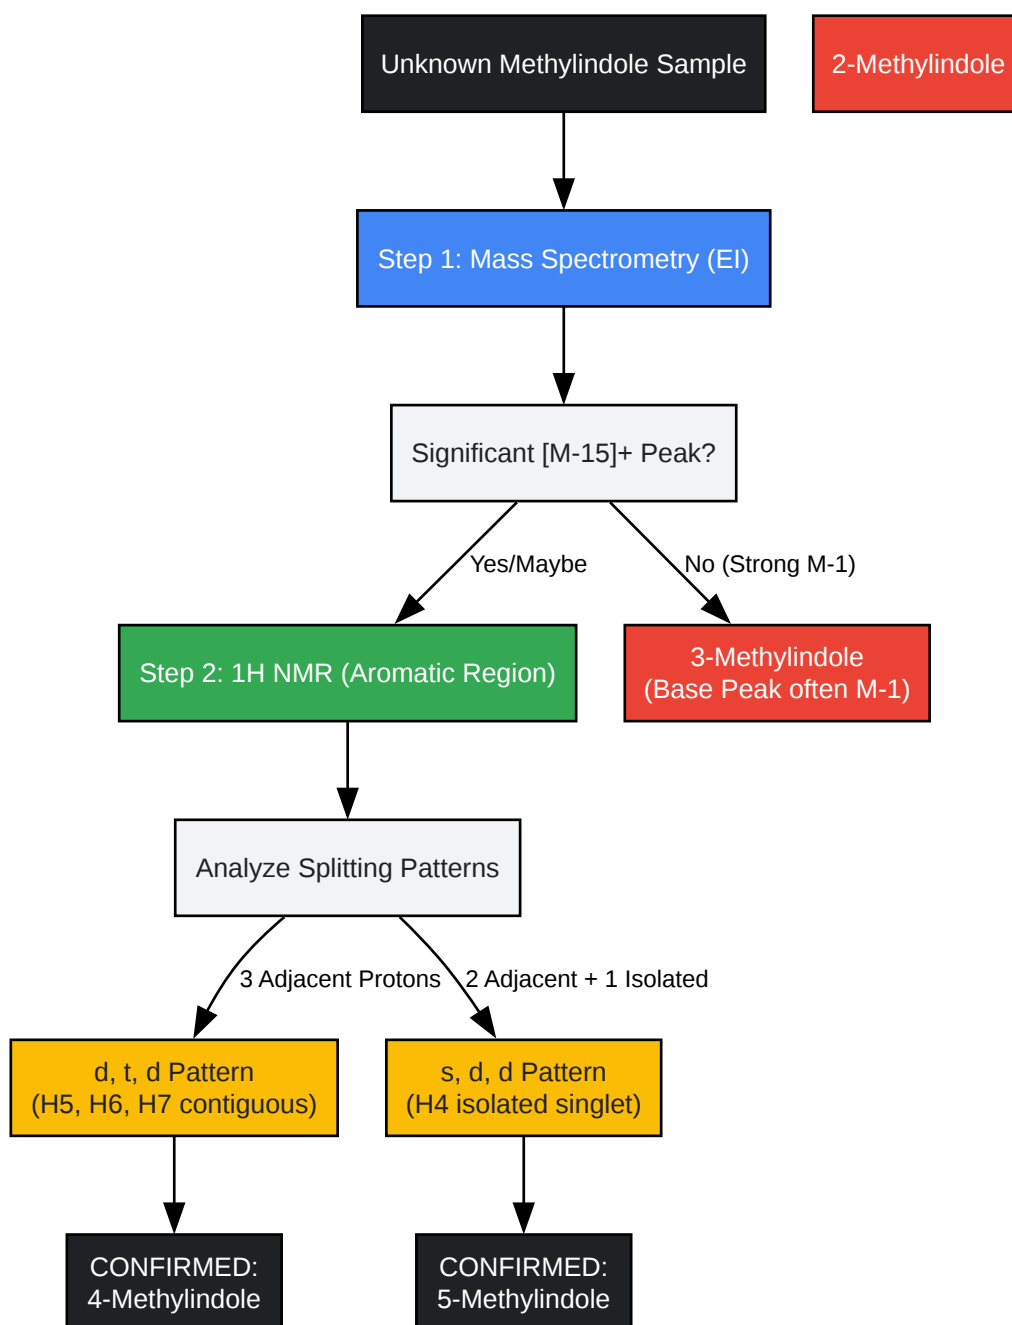 Unknown Methylindole Sample
2-Methylindole
Step 1: Mass Spectrometry (EI)
Significant [M-15]+ Peak?
Yes/Maybe
No (Strong M-1)
Step 2: 1H NMR (Aromatic Region)
3-Methylindole
(Base Peak often M-1)
Analyze Splitting Patterns
3 Adjacent Protons
2 Adjacent + 1 Isolated
d, t, d Pattern
(H5, H6, H7 contiguous)
s, d, d Pattern
(H4 isolated singlet)
CONFIRMED:
4-Methylindole
CONFIRMED:
5-Methylindole